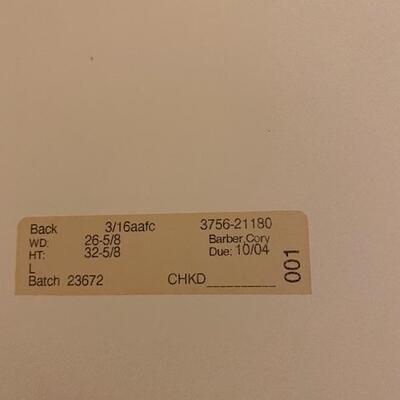 Back 3/16aafc 3756-21180
WD: 26-5/8 Barber,Cory
HT: 32-5/8 Due: 10/04
L
Batch 23672 CHKD________
001